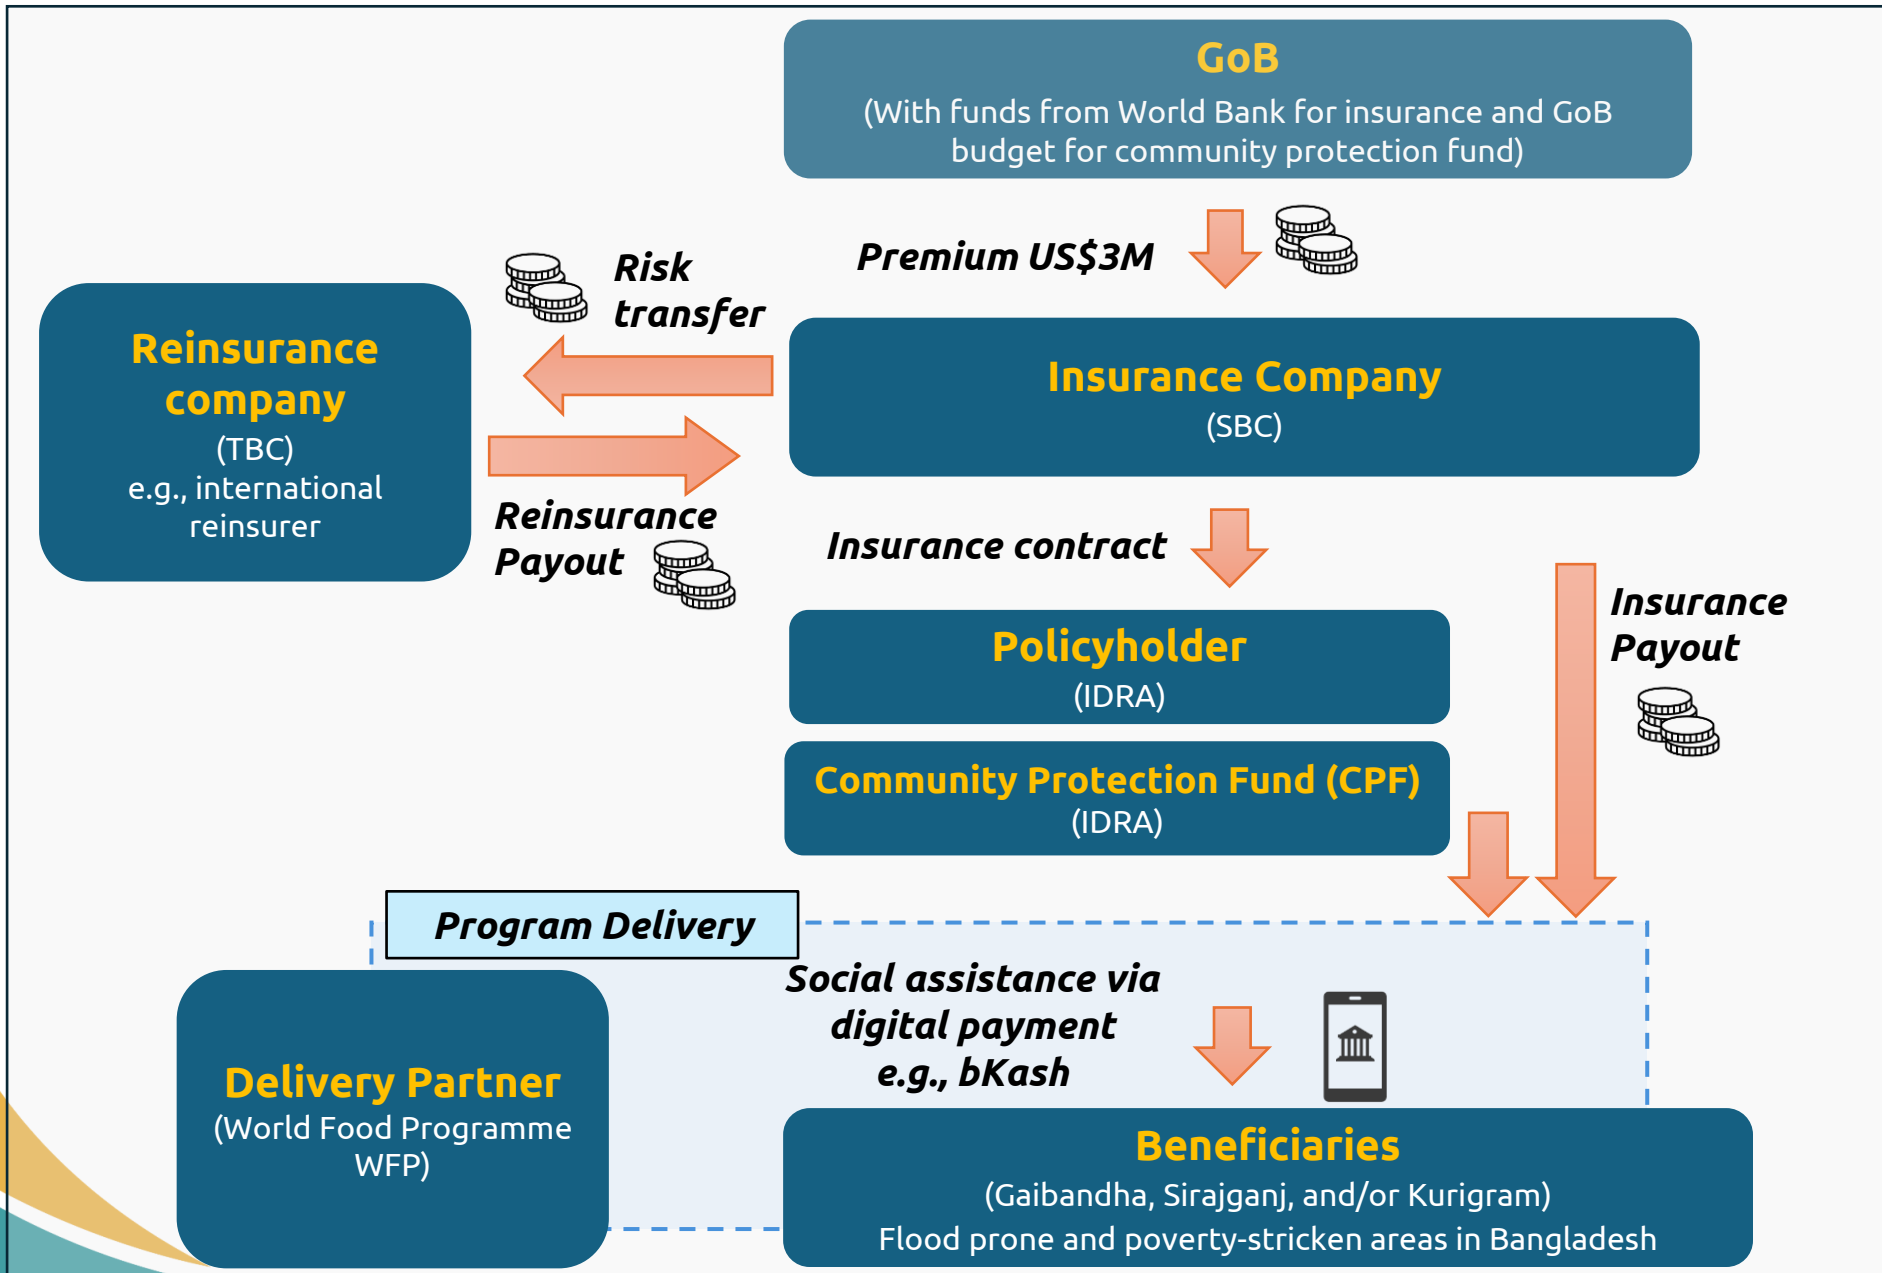 GoB
(With funds from World Bank for insurance and GoB
budget for community protection fund)
Premium US$3M
Risk
transfer
Reinsurance
company
(TBC)
e.g., international
reinsurer
Insurance Company
(SBC)
Reinsurance
Payout
Insurance contract
Insurance
Payout
Policyholder
(IDRA)
Community Protection Fund (CPF)
(IDRA)
Program Delivery
Social assistance via
digital payment
e.g., bKash
Delivery Partner
(World Food Programme
WFP)
Beneficiaries
(Gaibandha, Sirajganj, and/or Kurigram)
Flood prone and poverty-stricken areas in Bangladesh